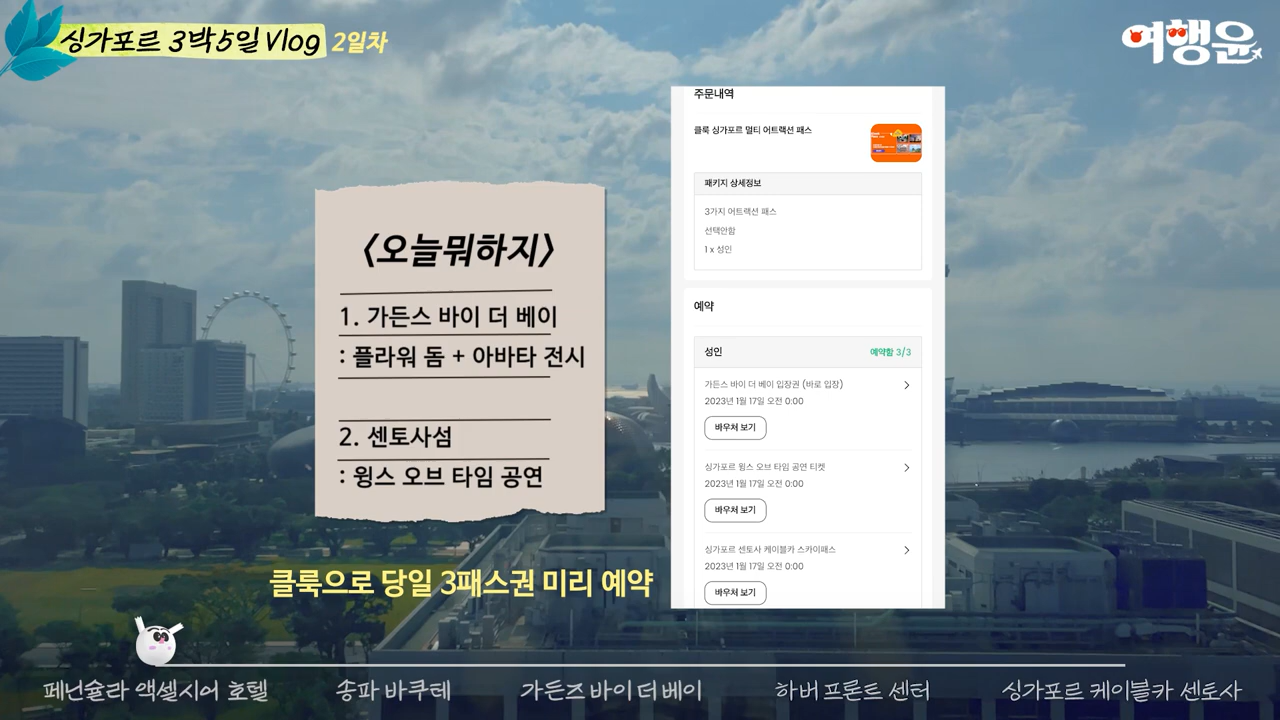 싱가포르 3박5일 Vlog 2일차
여행윤
<오늘뭐하지>
1. 가든스 바이 더 베이
: 플라워 돔 + 아바타 전시
2. 센토사섬
: 윙스 오브 타임 공연
클룩으로 당일 3패스권 미리 예약
주문내역
클룩 싱가포르 멀티 어트랙션 패스
패키지 상세정보
3가지 어트랙션 패스
선택안함
1 x 성인
예약
성인
예약함 3/3
가든스 바이 더 베이 입장권 (바로 입장)
2023년 1월 17일 오전 0:00
바우처 보기
싱가포르 윙스 오브 타임 공연 티켓
2023년 1월 17일 오전 0:00
바우처 보기
싱가포르 센토사 케이블카 스카이패스
2023년 1월 17일 오전 0:00
바우처 보기
페닌슐라 액셀시어 호텔
송파 바쿠테
가든즈 바이 더 베이
하버 프론트 센터
싱가포르 케이블카 센토사